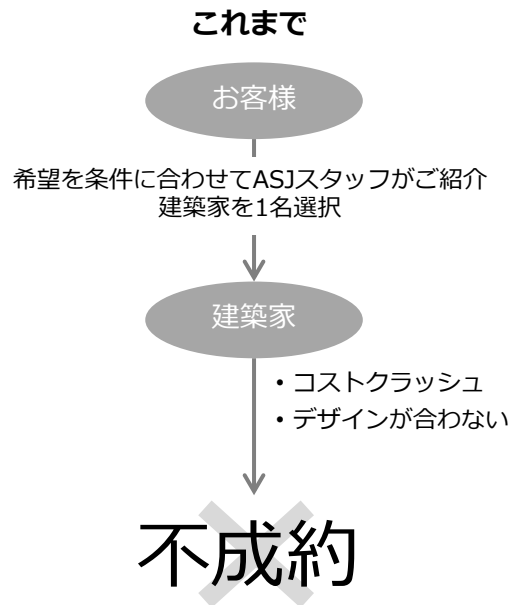 これまで
お客様
希望を条件に合わせてASJスタッフがご紹介
建築家を1名選択
建築家
・コストクラッシュ
・デザインが合わない
不成約